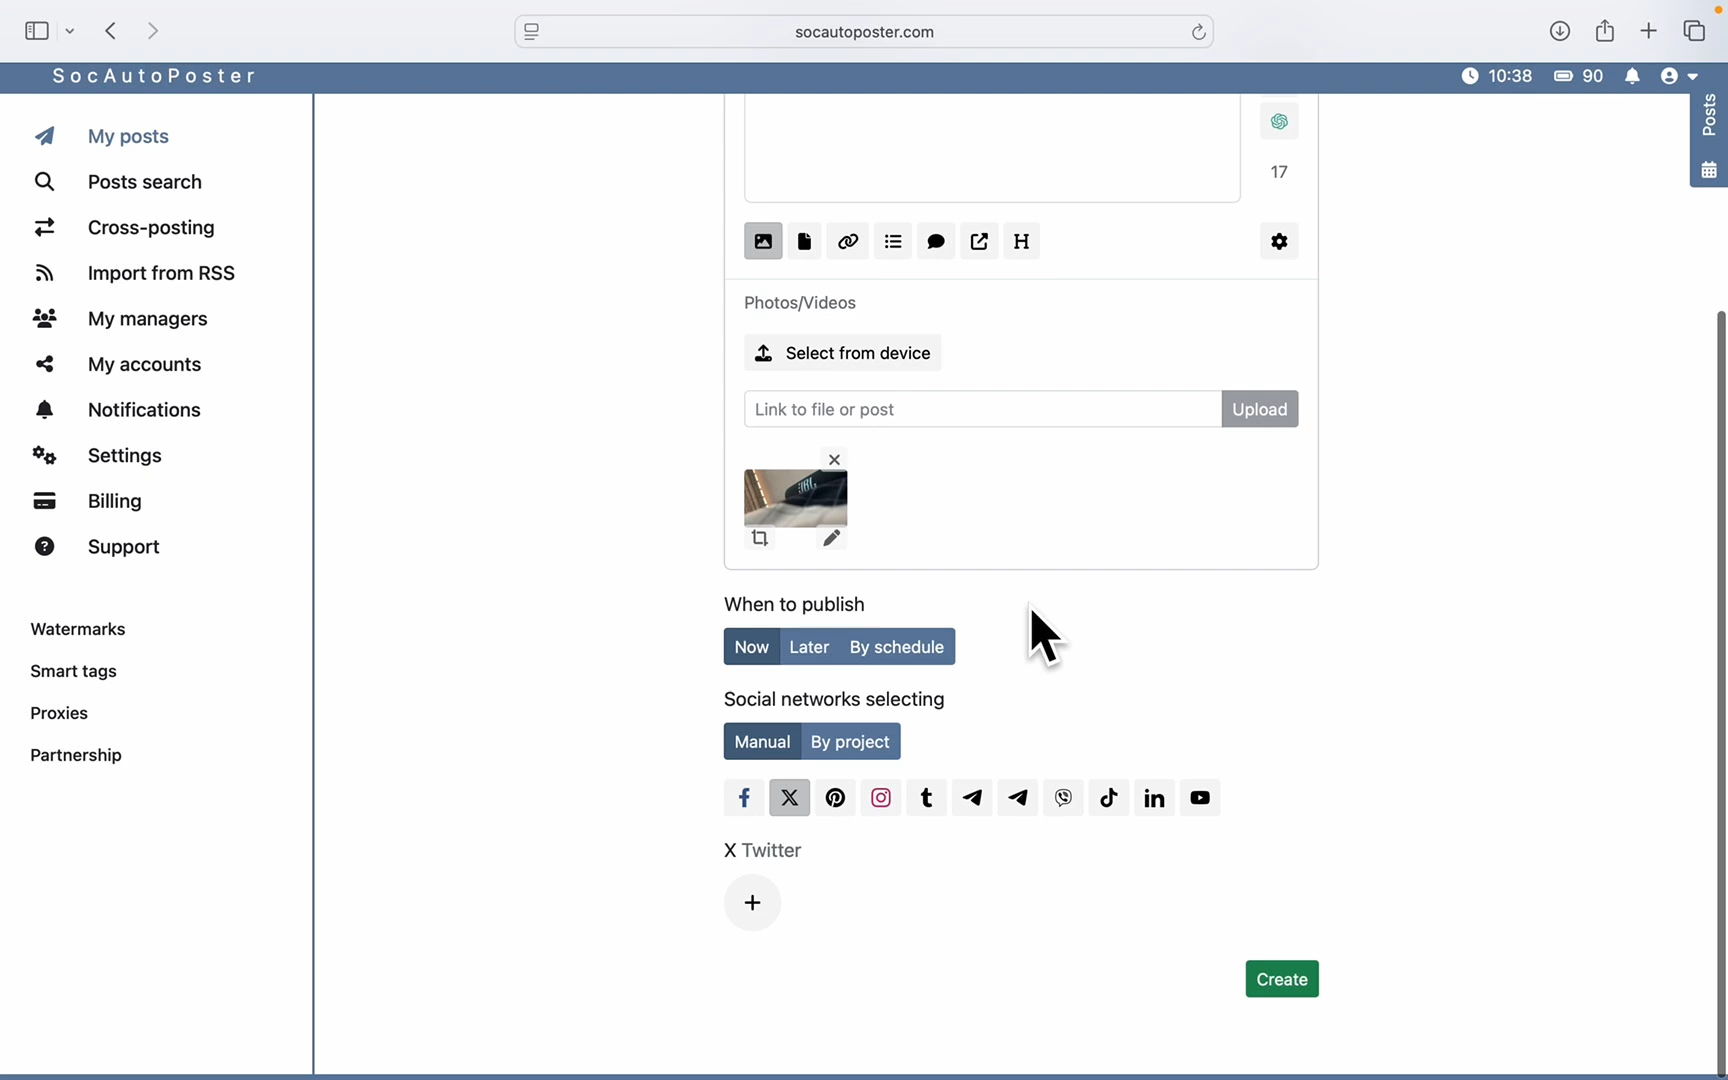 socautoposter.com
SocAutoPoster
10:38
90
Posts
My posts
Posts search
Cross-posting
Import from RSS
My managers
My accounts
Notifications
Settings
Billing
Support
Watermarks
Smart tags
Proxies
Partnership
17
H
Photos/Videos
Select from device
Link to file or post
Upload
JBL
When to publish
Now Later By schedule
Social networks selecting
Manual By project
X Twitter
Create